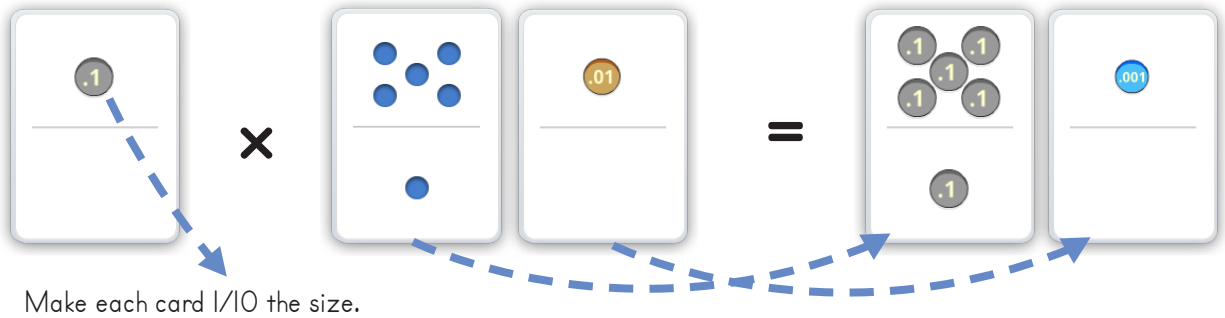 .1 × .01 = .1 .1 .1 .1 .1 .1 .001
Make each card 1/10 the size.